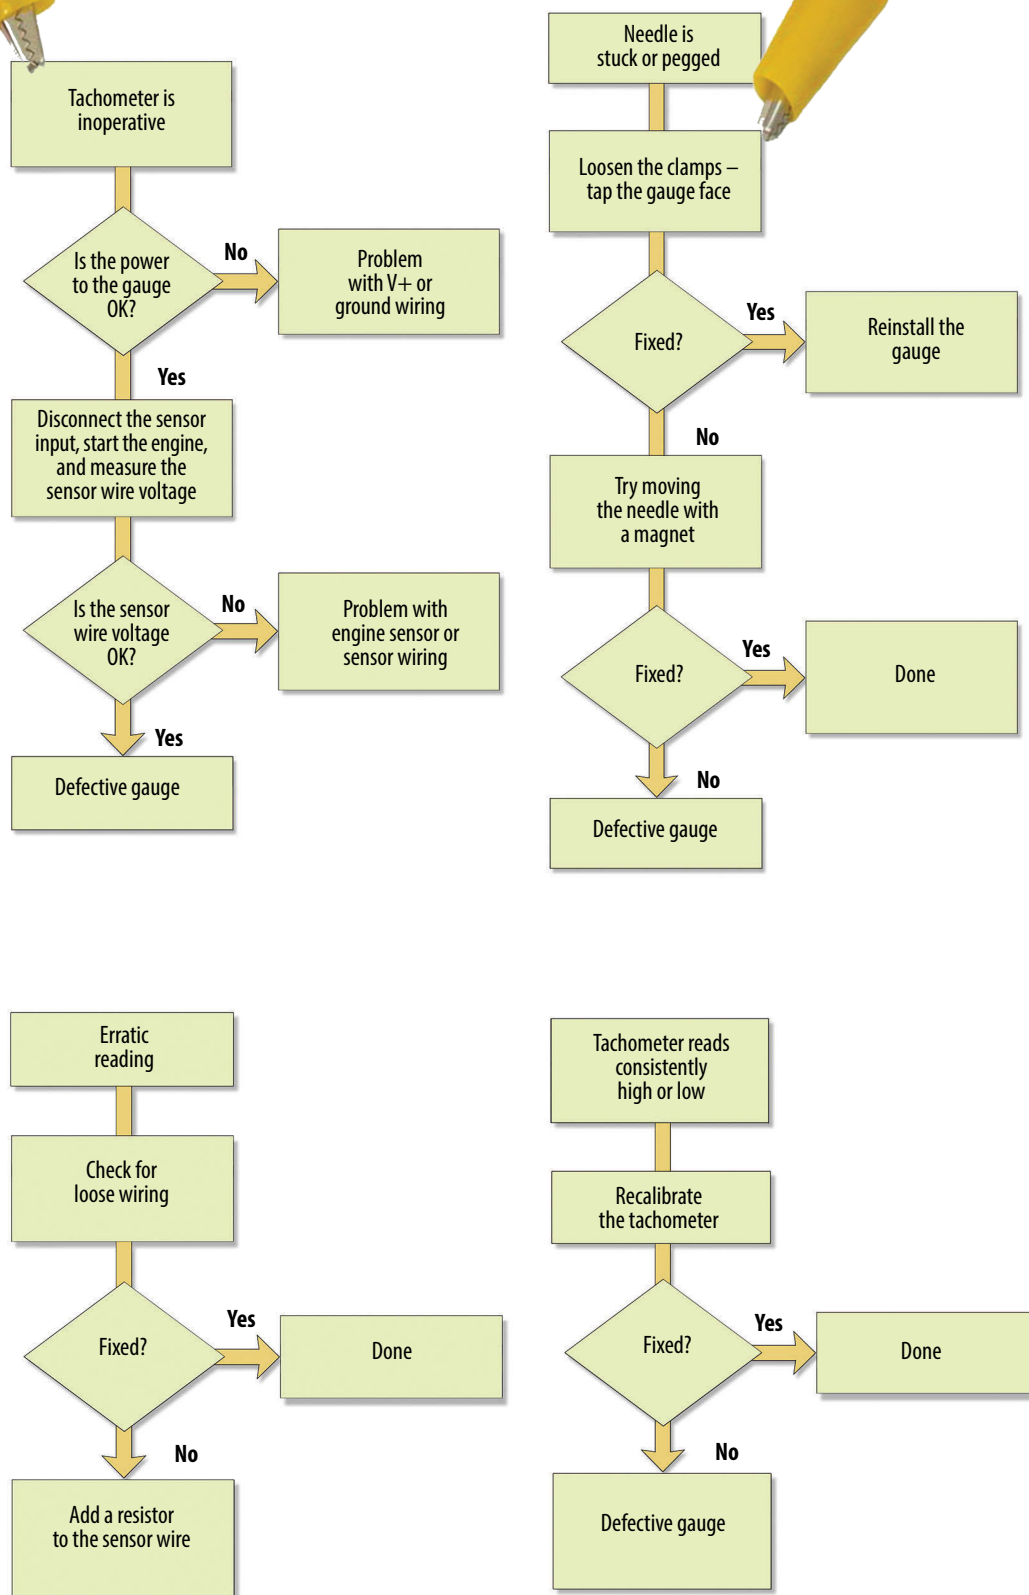 Tachometer is
inoperative
Is the power
to the gauge
OK?
No
Problem
with V+ or
ground wiring
Yes
Disconnect the sensor
input, start the engine,
and measure the
sensor wire voltage
Is the sensor
wire voltage
OK?
No
Problem with
engine sensor or
sensor wiring
Yes
Defective gauge
Needle is
stuck or pegged
Loosen the clamps –
tap the gauge face
Fixed?
Yes
Reinstall the
gauge
No
Try moving
the needle with
a magnet
Fixed?
Yes
Done
No
Defective gauge
Erratic
reading
Check for
loose wiring
Fixed?
Yes
Done
No
Add a resistor
to the sensor wire
Tachometer reads
consistently
high or low
Recalibrate
the tachometer
Fixed?
Yes
Done
No
Defective gauge